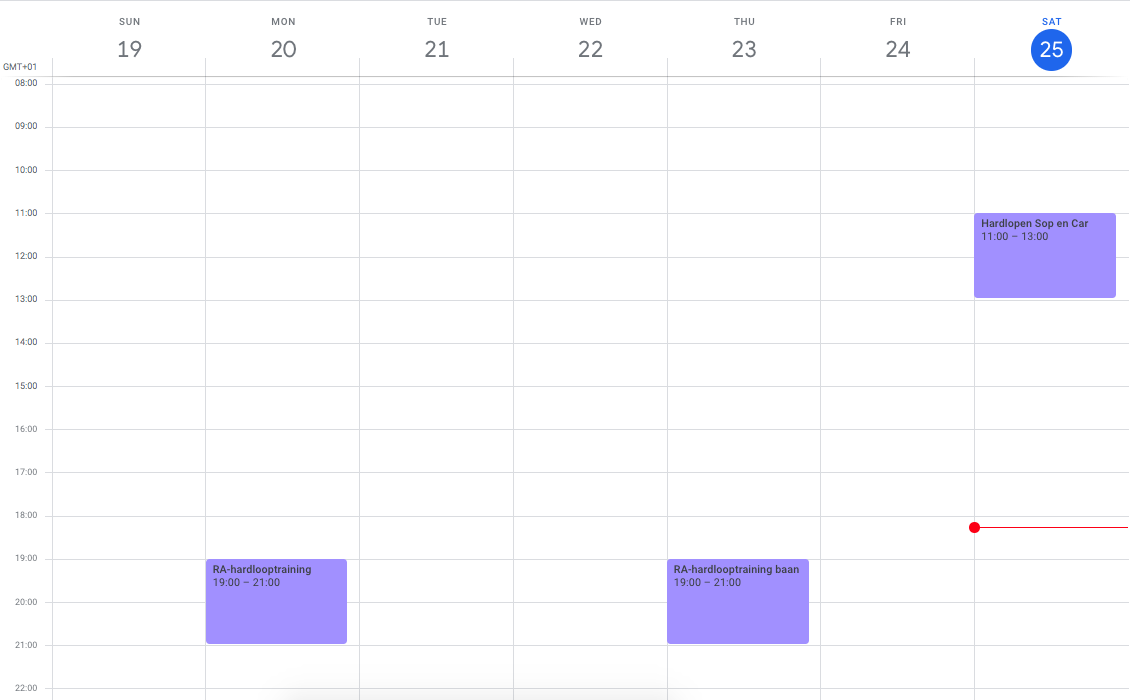 SUN MON TUE WED THU FRI SAT
19 20 21 22 23 24 25
GMT+01
08:00
09:00
10:00
11:00
Hardlopen Sop en Car
11:00 – 13:00
12:00
13:00
14:00
15:00
16:00
17:00
18:00
19:00
RA-hardlooptraining
19:00 – 21:00
RA-hardlooptraining baan
19:00 – 21:00
20:00
21:00
22:00